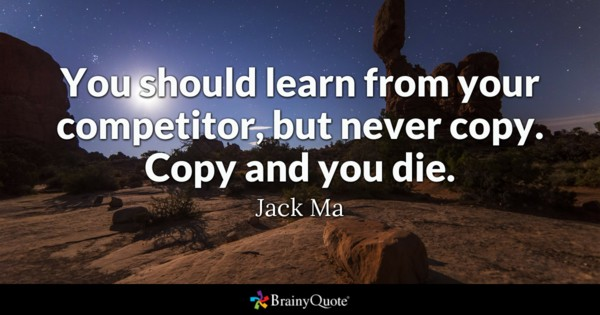 You should learn from your
competitor, but never copy.
Copy and you die.
Jack Ma
BrainyQuote®